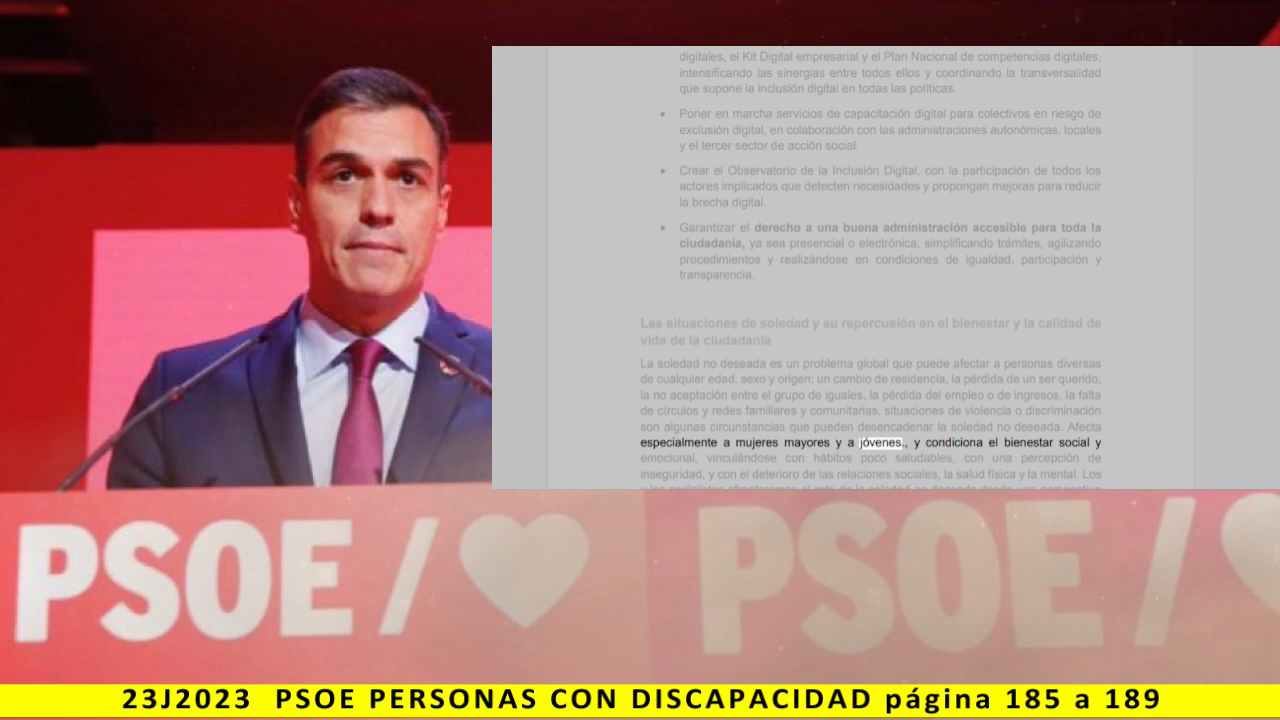 digitales, el Kit Digital empresarial y el Plan Nacional de competencias digitales,
intensificando las sinergias entre todos ellos y coordinando la transversalidad
que supone la inclusión digital en todas las políticas.
• Poner en marcha servicios de capacitación digital para colectivos en riesgo de
exclusión digital, en colaboración con las administraciones autonómicas, locales
y el tercer sector de acción social.
• Crear el Observatorio de la Inclusión Digital, con la participación de todos los
actores implicados que detecten necesidades y propongan mejoras para reducir
la brecha digital.
• Garantizar el derecho a una buena administración accesible para toda la
ciudadanía, ya sea presencial o electrónica, simplificando trámites, agilizando
procedimientos y realizándose en condiciones de igualdad, participación y
transparencia.
Las situaciones de soledad y su repercusión en el bienestar y la calidad de
vida de la ciudadanía
La soledad no deseada es un problema global que puede afectar a personas diversas
de cualquier edad, sexo y origen: un cambio de residencia, la pérdida de un ser querido,
la no aceptación entre el grupo de iguales, la pérdida del empleo o de ingresos, la falta
de círculos y redes familiares y comunitarias, situaciones de violencia o discriminación
son algunas circunstancias que pueden desencadenar la soledad no deseada. Afecta
especialmente a mujeres mayores y a jóvenes., y condiciona el bienestar social y
emocional, vinculándose con hábitos poco saludables, con una percepción de
inseguridad, y con el deterioro de las relaciones sociales, la salud física y la mental. Los
PSOE / PSOE /
23J2023 PSOE PERSONAS CON DISCAPACIDAD página 185 a 189